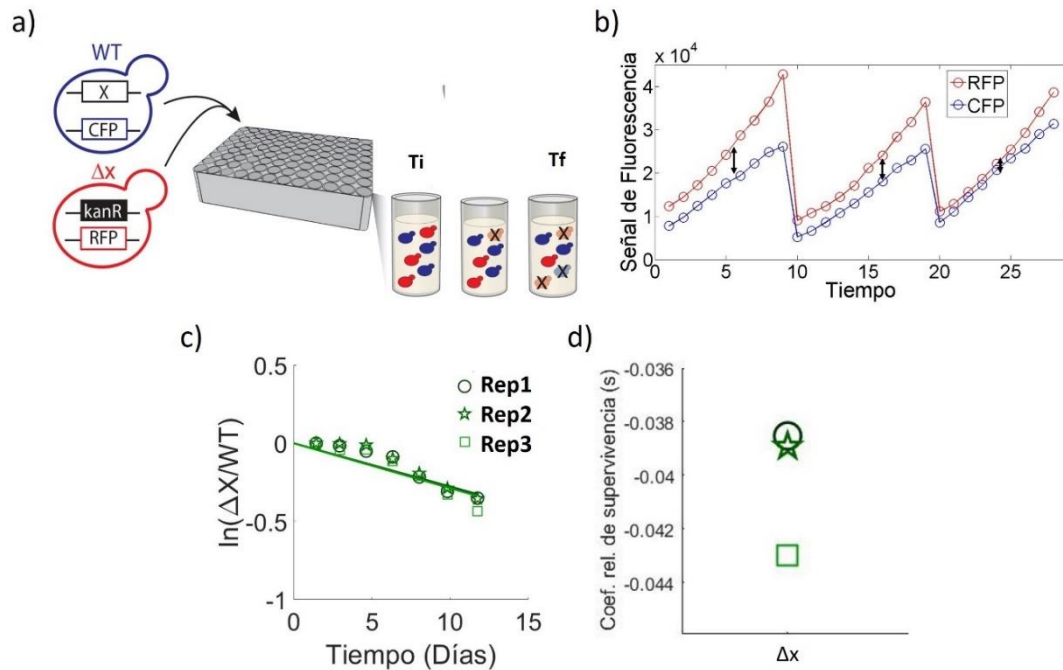 a)
WT
X
CFP
Δx
kanR
RFP
Ti
Tf
X
X
X
b)
x 10⁴
Señal de Fluorescencia
4
3
2
1
0
0
5
10
15
20
25
Tiempo
RFP
CFP
c)
ln(ΔX/WT)
0.5
0
-0.5
-1
0
5
10
15
Tiempo (Días)
Rep1
Rep2
Rep3
d)
Coef. rel. de supervivencia (s)
-0.036
-0.038
-0.04
-0.042
-0.044
Δx